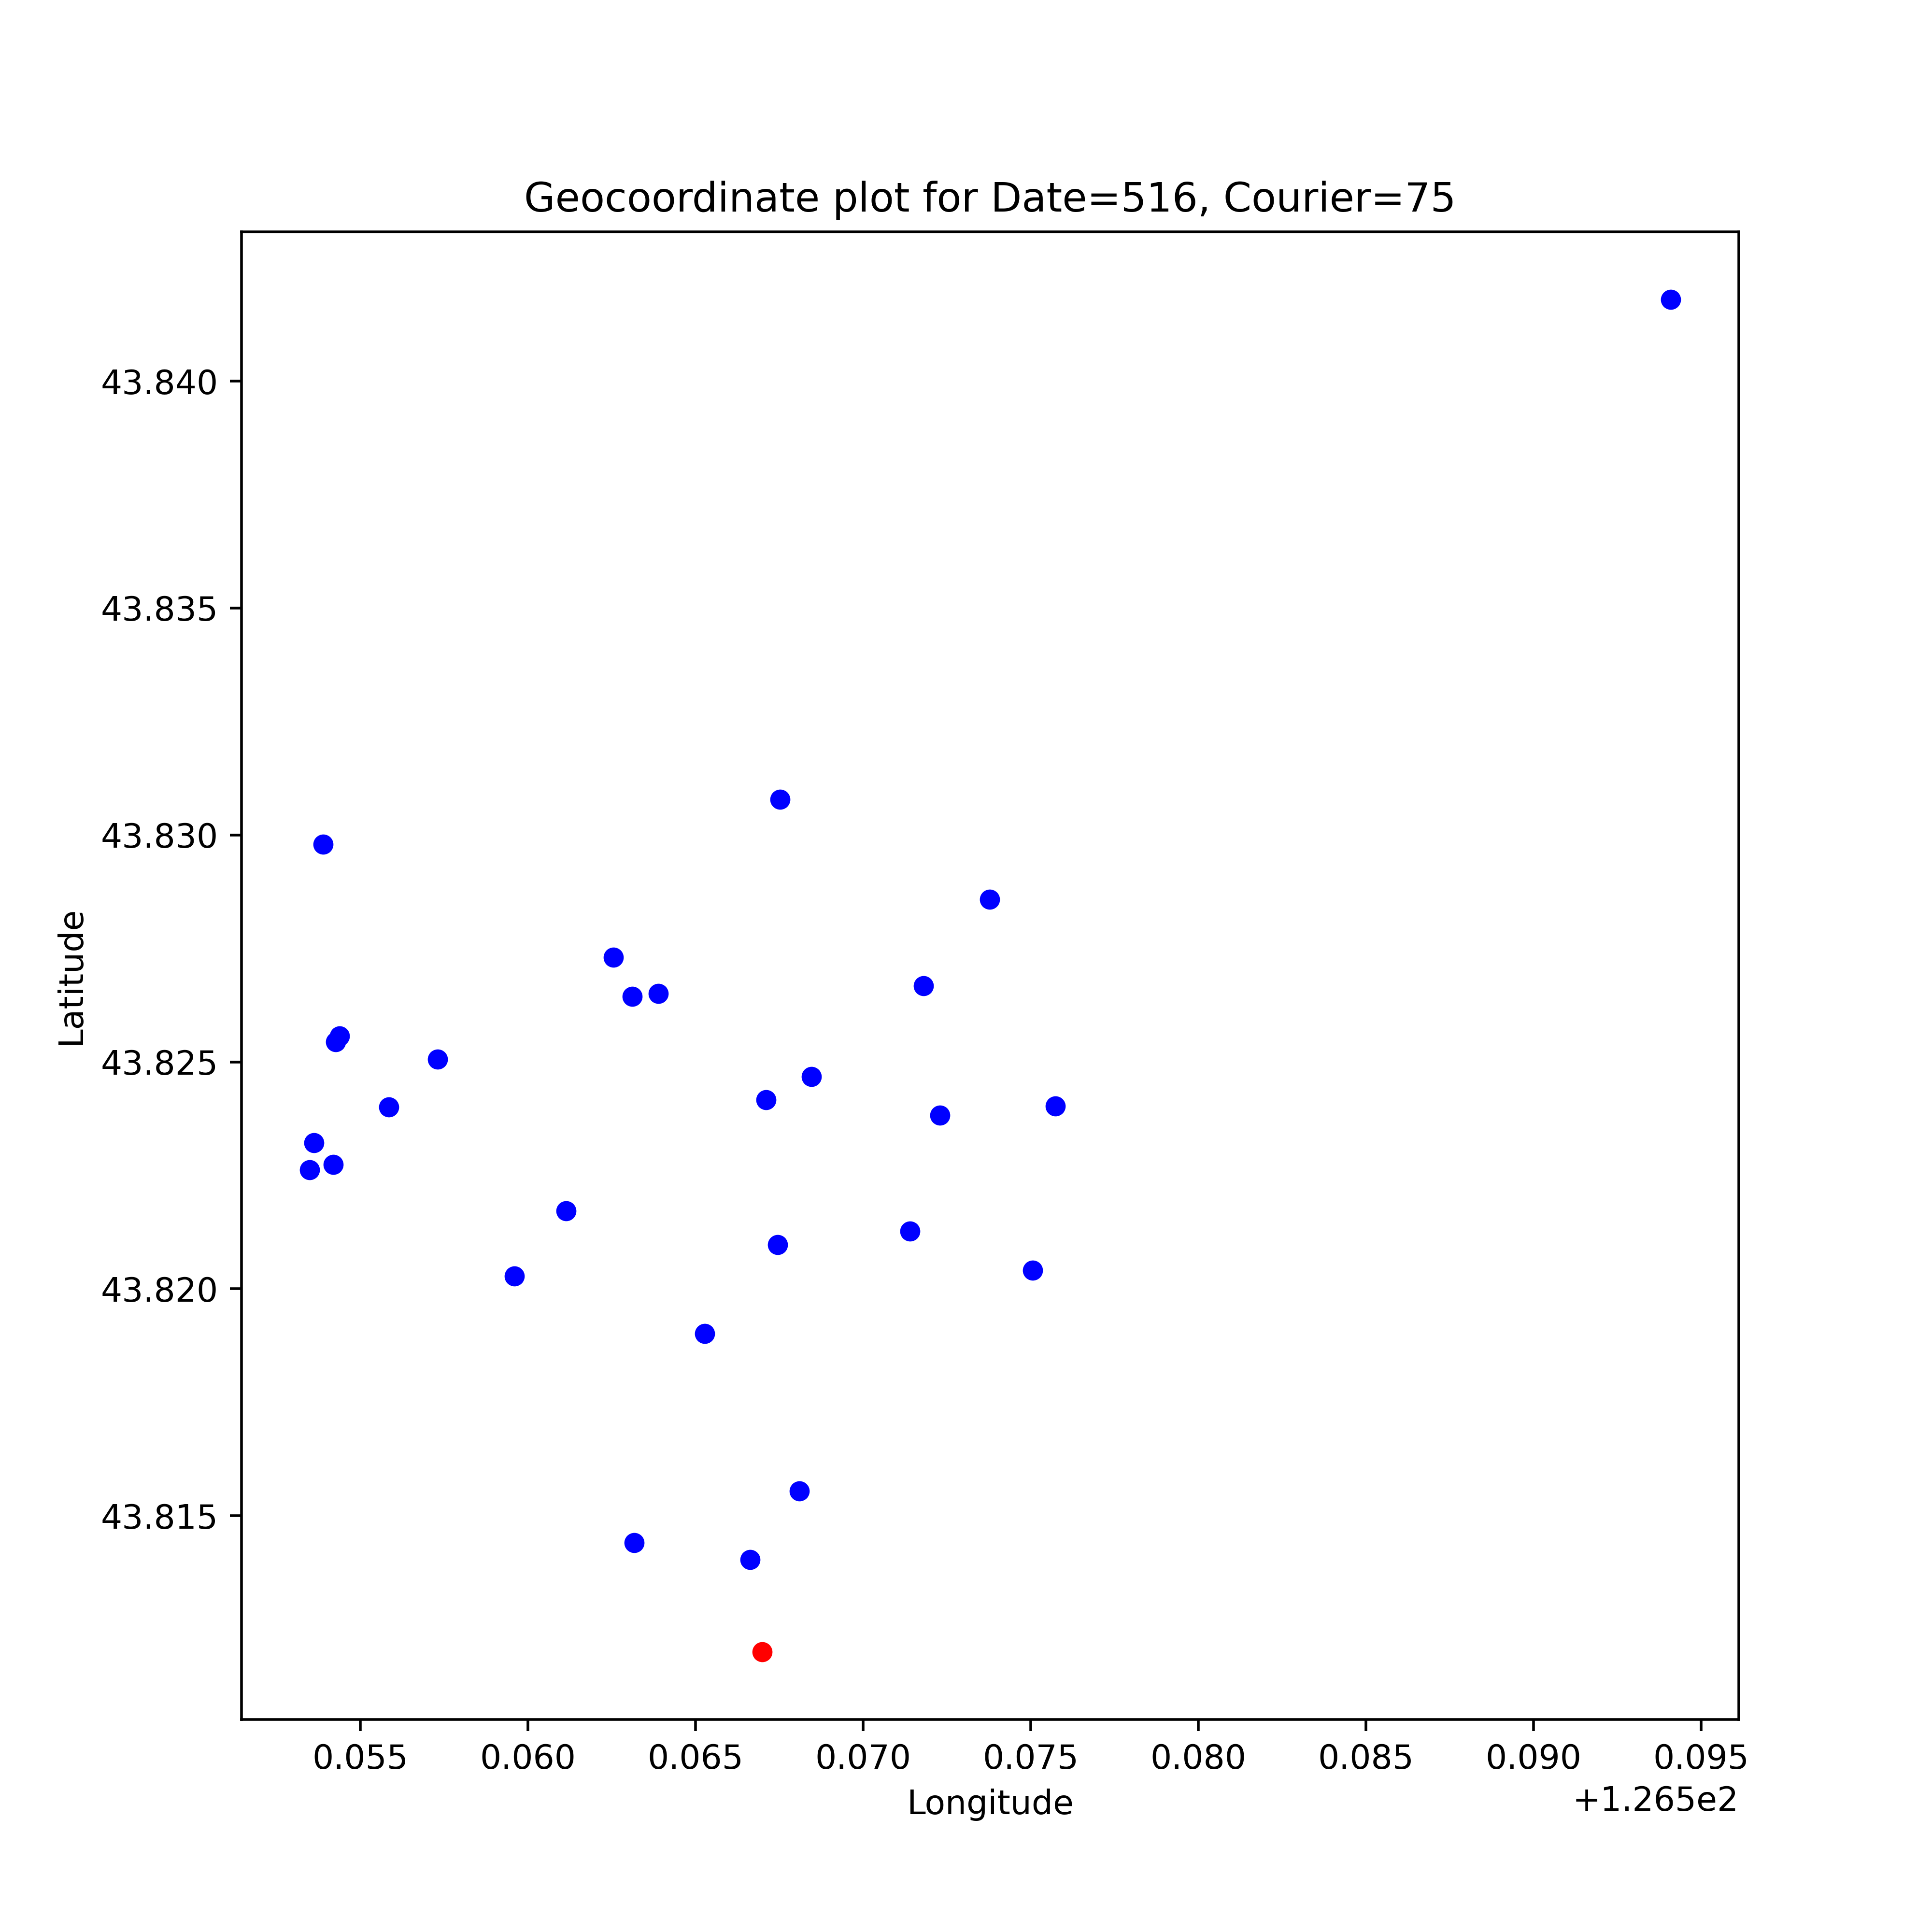 Geocoordinate plot for Date=516, Courier=75
43.840
43.835
43.830
43.825
43.820
43.815
Latitude
0.055 0.060 0.065 0.070 0.075 0.080 0.085 0.090 0.095
+1.265e2
Longitude